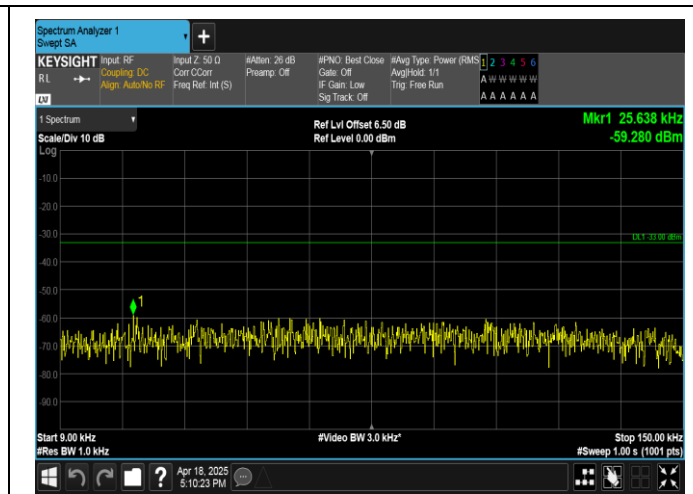 Spectrum Analyzer 1
Swept SA
+
KEYSIGHT
RL
LXI
Input: RF
Coupling: DC
Align: Auto/No RF
Input Z: 50 Ω
Corr CCorr
Freq Ref: Int (S)
#Atten: 26 dB
Preamp: Off
#PNO: Best Close
Gate: Off
IF Gain: Low
Sig Track: Off
#Avg Type: Power (RMS
Avg|Hold: 1/1
Trig: Free Run
1 2 3 4 5 6
A W W W W W
A A A A A A
1 Spectrum
Scale/Div 10 dB
Log
Ref Lvl Offset 6.50 dB
Ref Level 0.00 dBm
Mkr1 25.638 kHz
-59.280 dBm
-10.0
-20.0
-30.0
DL1 -33.00 dBm
-40.0
-50.0
1
-60.0
-70.0
-80.0
-90.0
Start 9.00 kHz
#Res BW 1.0 kHz
#Video BW 3.0 kHz*
Stop 150.00 kHz
#Sweep 1.00 s (1001 pts)
?
Apr 18, 2025
5:10:23 PM